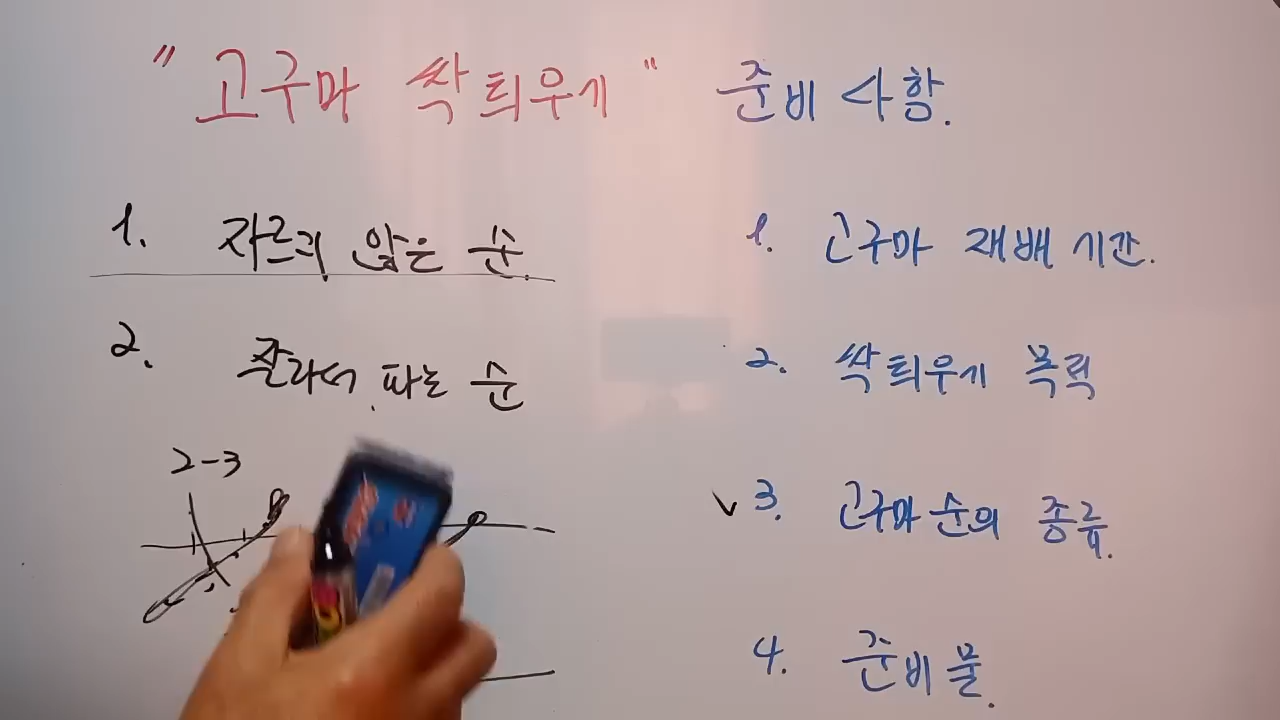 "고구마 싹틔우기" 준비사항.
1. 자르지 않은 순.
2. 잘라서 파는 순
2-3
1. 고구마 재배 기간.
2. 싹틔우기 목적
v 3. 고구마 순의 종류.
4. 준비물.